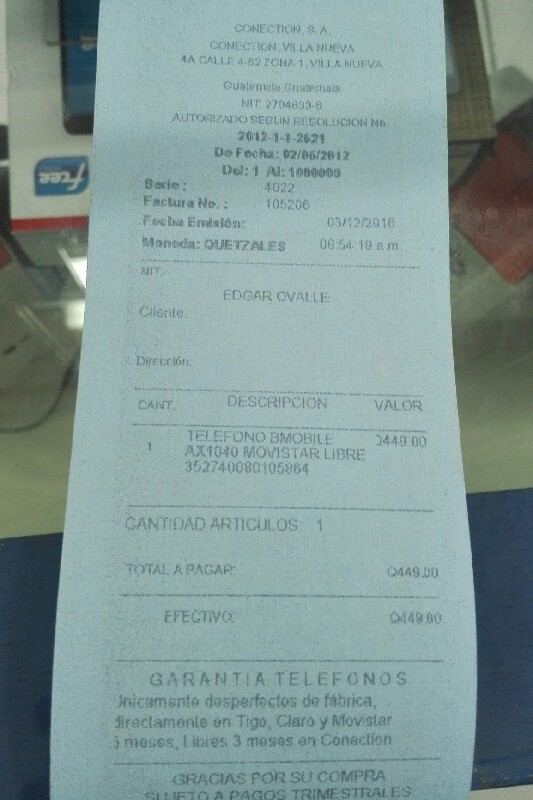 CONECTION, S. A.
CONECTION, VILLA NUEVA
4A CALLE 4-82 ZONA 1, VILLA NUEVA
Guatemala, Guatemala
NIT: 2704633-8
AUTORIZADO SEGUN RESOLUCION No.
2012-1-1-2621
De Fecha: 02/05/2012
Del: 1 Al: 1000000
Serie : 4022
Factura No. : 105206
Fecha Emisión: 03/12/2016
Moneda: QUETZALES 08:54:19 a.m.
NIT:
EDGAR OVALLE
Cliente:
Dirección:
CANT. DESCRIPCION VALOR
1 TELEFONO BMOBILE Q449.00
AX1040 MOVISTAR LIBRE
352740080105864
CANTIDAD ARTICULOS: 1
TOTAL A PAGAR: Q449.00
EFECTIVO: Q449.00
GARANTIA TELEFONOS
Unicamente desperfectos de fábrica,
directamente en Tigo, Claro y Movistar
meses, Libres 3 meses en Conection
GRACIAS POR SU COMPRA
SUJETO A PAGOS TRIMESTRALES
free